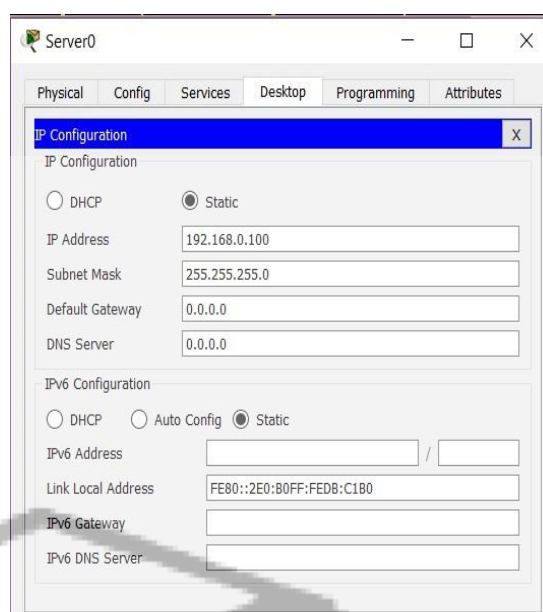 Server0
Physical Config Services Desktop Programming Attributes
IP Configuration X
IP Configuration
DHCP Static
IP Address 192.168.0.100
Subnet Mask 255.255.255.0
Default Gateway 0.0.0.0
DNS Server 0.0.0.0
IPv6 Configuration
DHCP Auto Config Static
IPv6 Address /
Link Local Address FE80::2E0:B0FF:FEDB:C1B0
IPv6 Gateway
IPv6 DNS Server